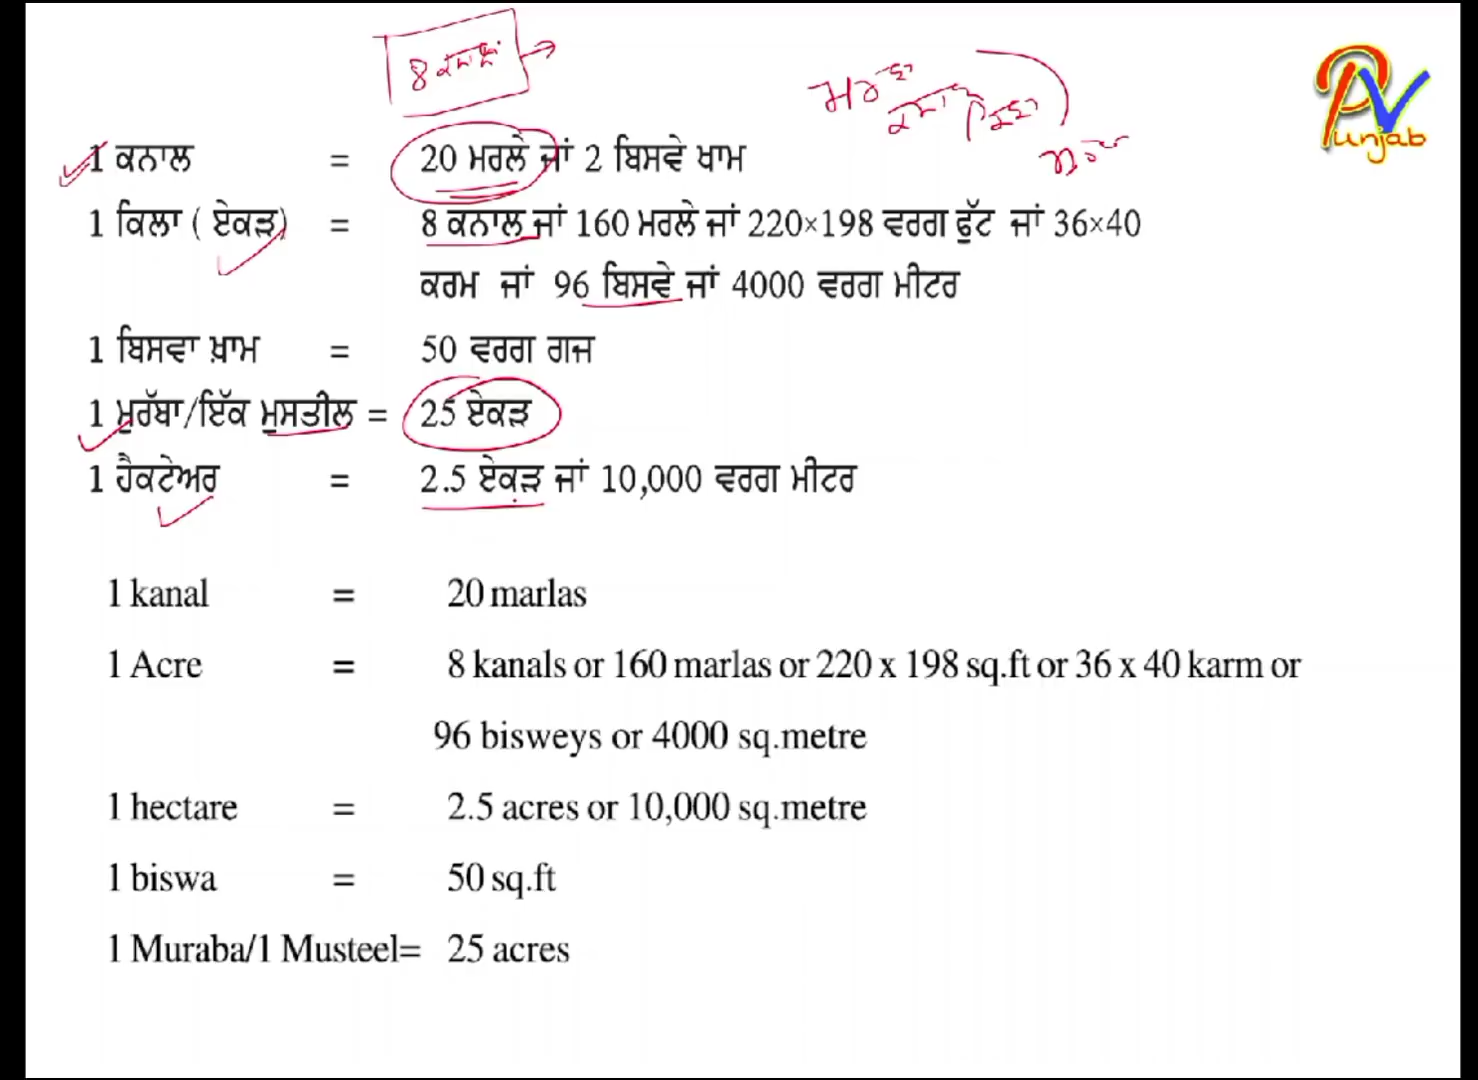 8 ਕਨਾਲਾਂ
ਮਰਲਾ
ਕਨਾਲ
ਕਿਲਾ
Punjab
1 ਕਨਾਲ = 20 ਮਰਲੇ ਜਾਂ 2 ਬਿਸਵੇ ਖਾਮ
1 ਕਿਲਾ ( ਏਕੜ) = 8 ਕਨਾਲ ਜਾਂ 160 ਮਰਲੇ ਜਾਂ 220×198 ਵਰਗ ਫੁੱਟ ਜਾਂ 36×40
ਕਰਮ ਜਾਂ 96 ਬਿਸਵੇ ਜਾਂ 4000 ਵਰਗ ਮੀਟਰ
1 ਬਿਸਵਾ ਖ਼ਾਮ = 50 ਵਰਗ ਗਜ
1 ਮੁਰੱਬਾ/ਇੱਕ ਮੁਸਤੀਲ = 25 ਏਕੜ
1 ਹੈਕਟੇਅਰ = 2.5 ਏਕੜ ਜਾਂ 10,000 ਵਰਗ ਮੀਟਰ
1 kanal = 20 marlas
1 Acre = 8 kanals or 160 marlas or 220 x 198 sq.ft or 36 x 40 karm or
96 bisweys or 4000 sq.metre
1 hectare = 2.5 acres or 10,000 sq.metre
1 biswa = 50 sq.ft
1 Muraba/1 Musteel= 25 acres